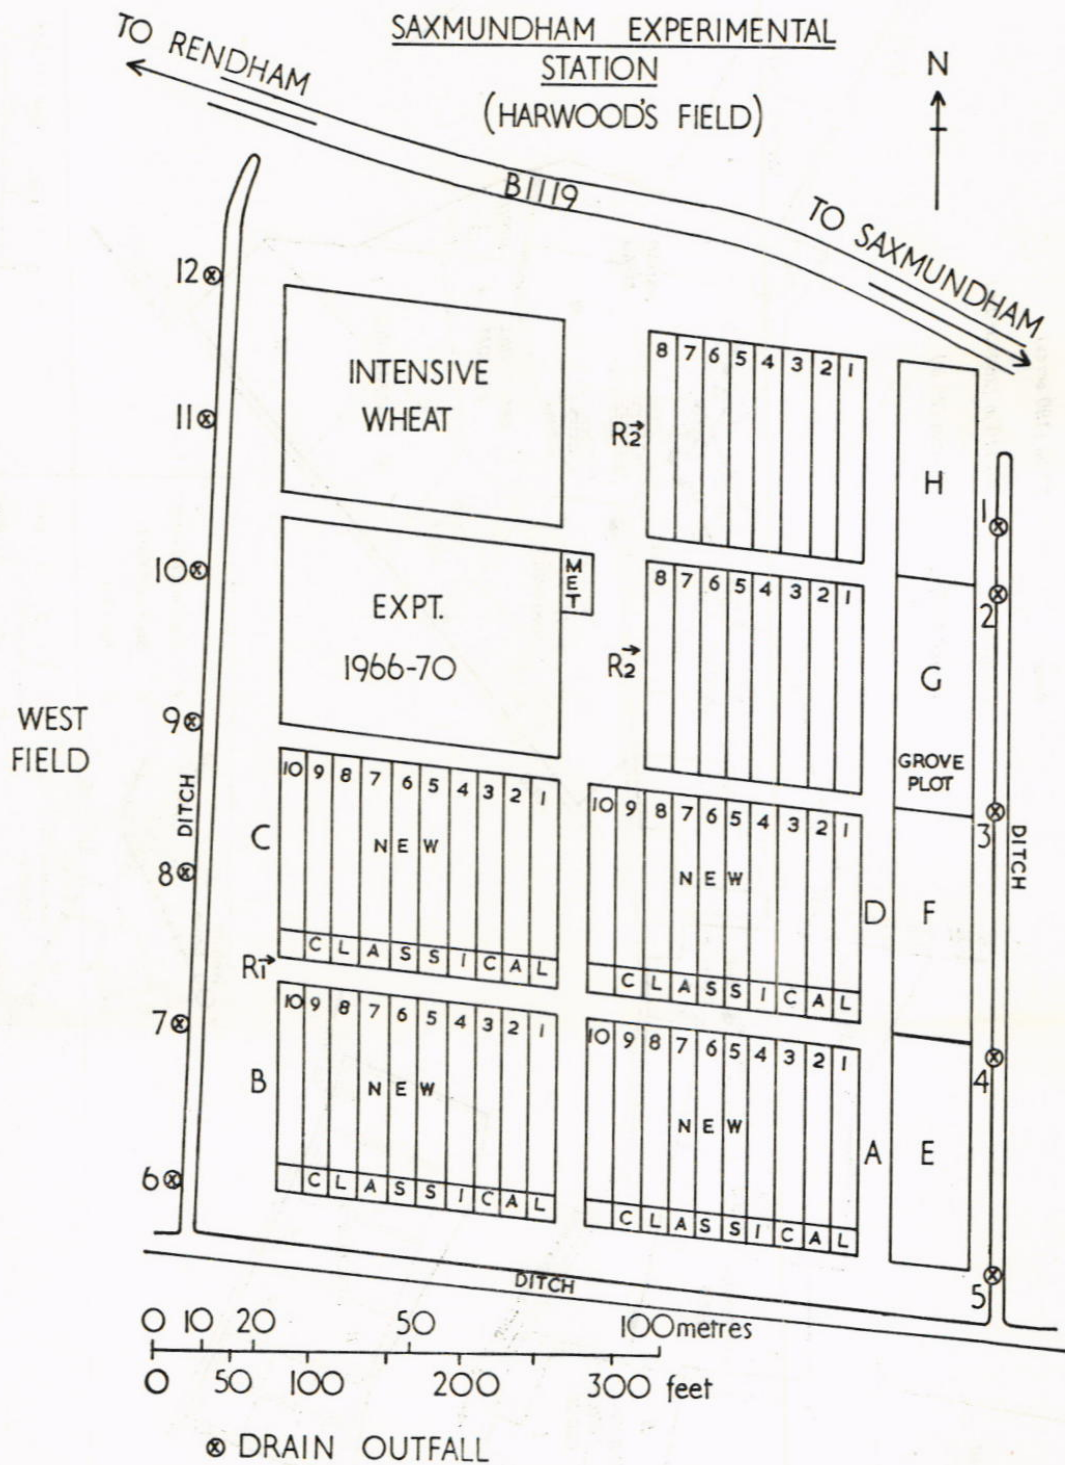 SAXMUNDHAM EXPERIMENTAL
STATION
(HARWOOD'S FIELD)
TO RENDHAM
N
B1119
TO SAXMUNDHAM
12
11
10
9
8
7
6
WEST
FIELD
DITCH
INTENSIVE
WHEAT
EXPT.
1966-70
MET
R2
8 7 6 5 4 3 2 1
R2
8 7 6 5 4 3 2 1
H
G
GROVE
PLOT
F
E
1
2
3
4
5
DITCH
C
10 9 8 7 6 5 4 3 2 1
NEW
CLASSICAL
D
10 9 8 7 6 5 4 3 2 1
NEW
CLASSICAL
R1
B
10 9 8 7 6 5 4 3 2 1
NEW
CLASSICAL
A
10 9 8 7 6 5 4 3 2 1
NEW
CLASSICAL
DITCH
0 10 20 50 100 metres
0 50 100 200 300 feet
⊗ DRAIN OUTFALL